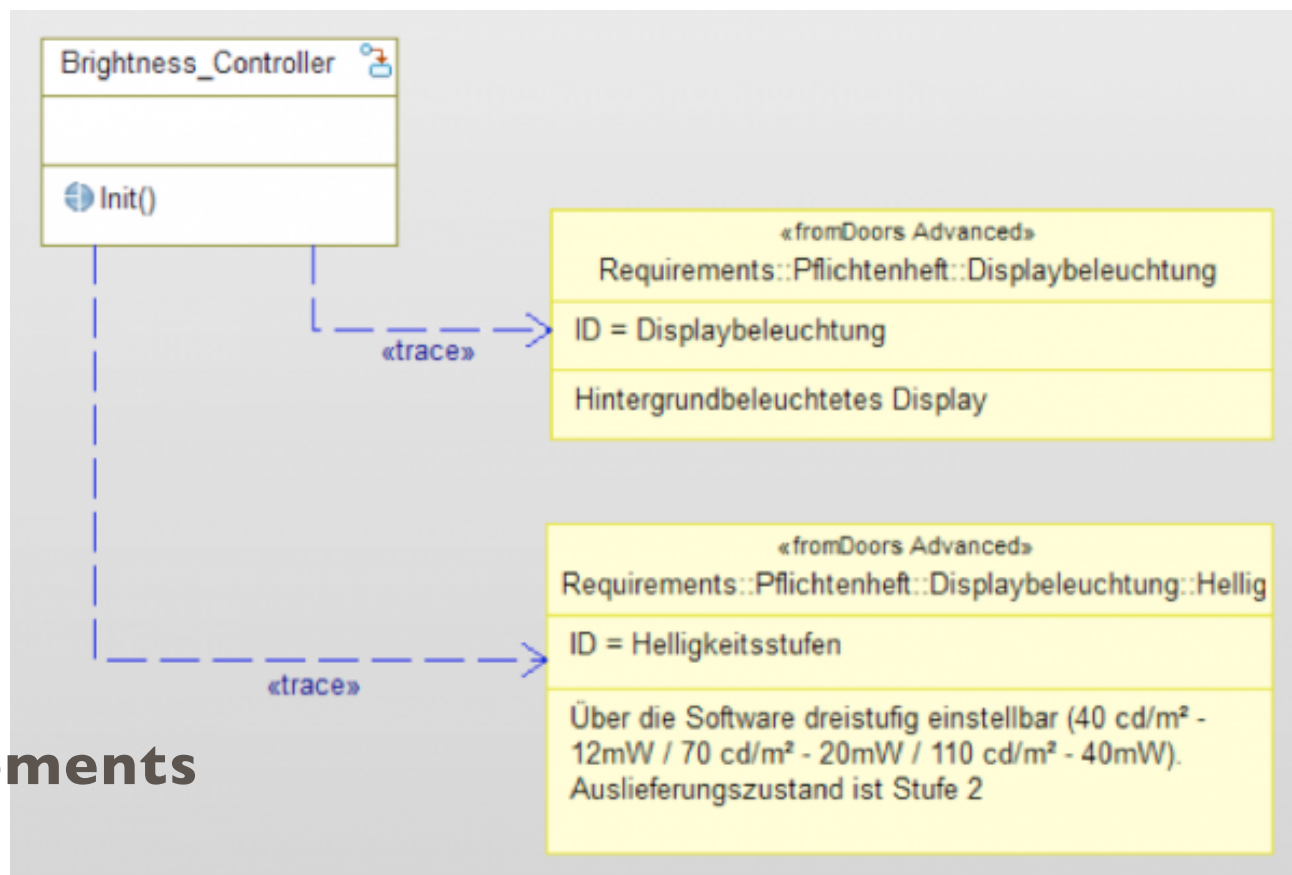 Brightness_Controller
Init()
«fromDoors Advanced»
Requirements::Pflichtenheft::Displaybeleuchtung
ID = Displaybeleuchtung
«trace»
Hintergrundbeleuchtetes Display
«fromDoors Advanced»
Requirements::Pflichtenheft::Displaybeleuchtung::Hellig
ID = Helligkeitsstufen
«trace»
Über die Software dreistufig einstellbar (40 cd/m² -
12mW / 70 cd/m² - 20mW / 110 cd/m² - 40mW).
Auslieferungszustand ist Stufe 2
ments